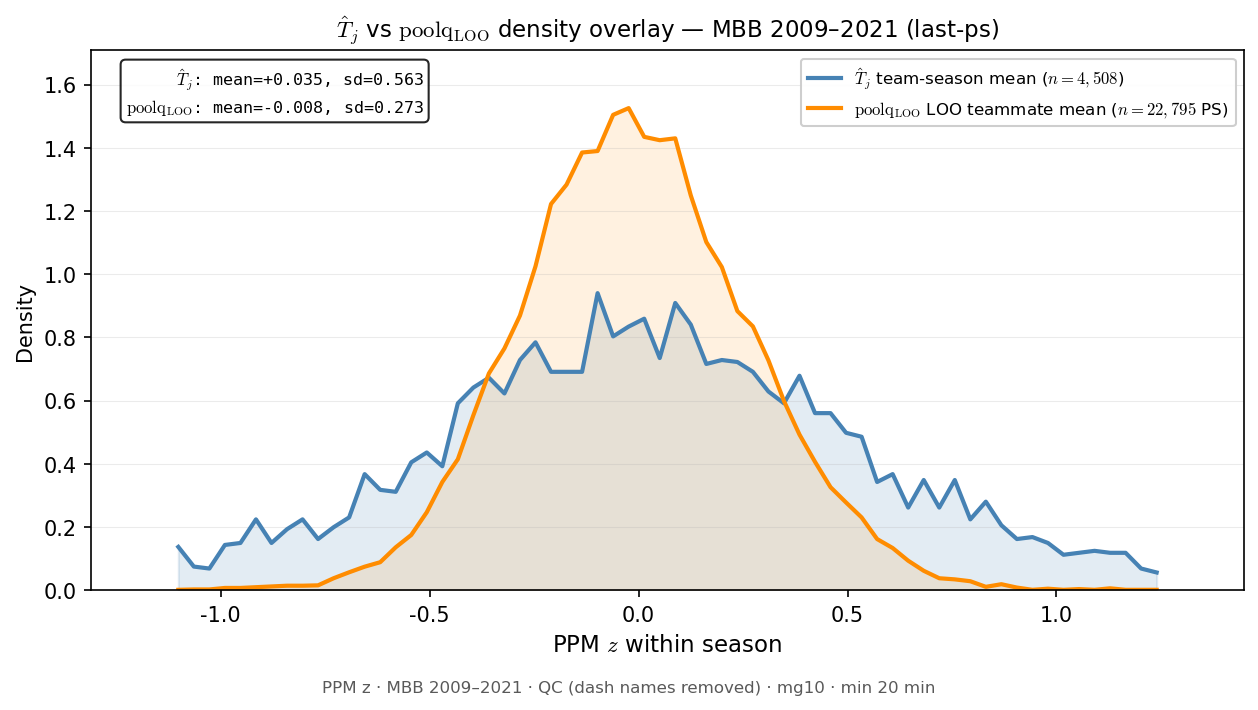 T̂ⱼ vs poolq_LOO density overlay — MBB 2009–2021 (last-ps)
T̂ⱼ: mean=+0.035, sd=0.563
poolq_LOO: mean=-0.008, sd=0.273
T̂ⱼ team-season mean (n = 4,508)
poolq_LOO LOO teammate mean (n = 22,795 PS)
Density
1.6
1.4
1.2
1.0
0.8
0.6
0.4
0.2
0.0
-1.0 -0.5 0.0 0.5 1.0
PPM z within season
PPM z · MBB 2009–2021 · QC (dash names removed) · mg10 · min 20 min